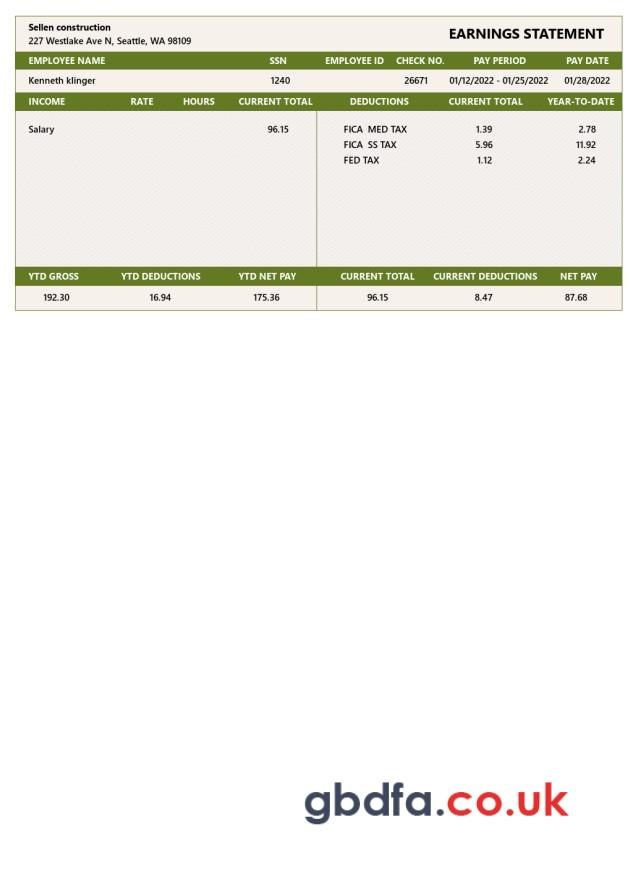 Sellen construction
227 Westlake Ave N, Seattle, WA 98109
EARNINGS STATEMENT
EMPLOYEE NAME SSN EMPLOYEE ID CHECK NO. PAY PERIOD PAY DATE
Kenneth klinger 1240 26671 01/12/2022 - 01/25/2022 01/28/2022
INCOME RATE HOURS CURRENT TOTAL DEDUCTIONS CURRENT TOTAL YEAR-TO-DATE
Salary 96.15 FICA MED TAX 1.39 2.78
FICA SS TAX 5.96 11.92
FED TAX 1.12 2.24
YTD GROSS YTD DEDUCTIONS YTD NET PAY CURRENT TOTAL CURRENT DEDUCTIONS NET PAY
192.30 16.94 175.36 96.15 8.47 87.68
gbdfa.co.uk